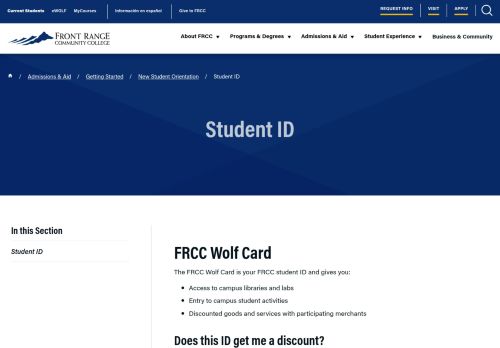 Current Students eWOLF MyCourses Información en español Give to FRCC REQUEST INFO VISIT APPLY
FRONT RANGE
COMMUNITY COLLEGE
About FRCC Programs & Degrees Admissions & Aid Student Experience Business & Community
/ Admissions & Aid / Getting Started / New Student Orientation / Student ID
Student ID
In this Section
Student ID
FRCC Wolf Card
The FRCC Wolf Card is your FRCC student ID and gives you:
• Access to campus libraries and labs
• Entry to campus student activities
• Discounted goods and services with participating merchants
Does this ID get me a discount?